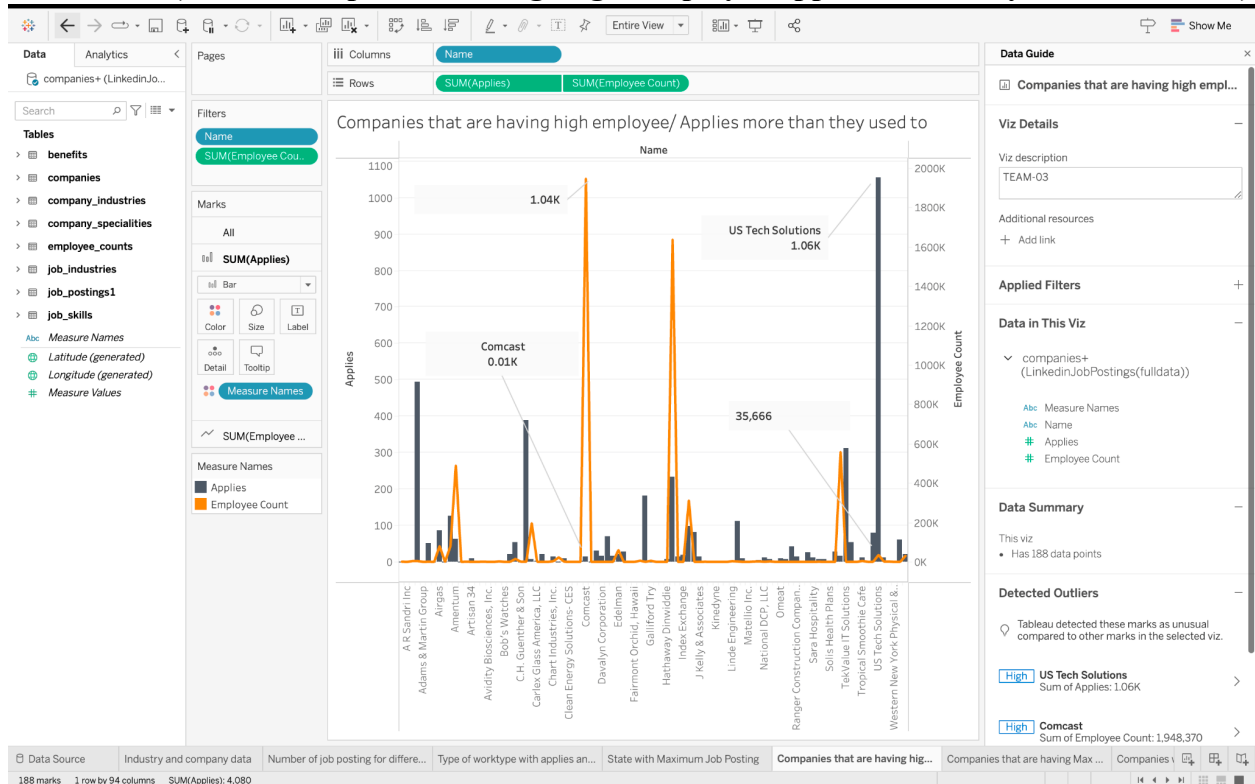 Entire View
Show Me
Data
Analytics
companies+ (LinkedinJo...
Search
Tables
benefits
companies
company_industries
company_specialities
employee_counts
job_industries
job_postings1
job_skills
Abc Measure Names
Latitude (generated)
Longitude (generated)
# Measure Values
Pages
Filters
Name
SUM(Employee Cou..
Marks
All
SUM(Applies)
Bar
Color Size Label
Detail Tooltip
Measure Names
SUM(Employee ...
Measure Names
Applies
Employee Count
Columns
Name
Rows
SUM(Applies)
SUM(Employee Count)
Companies that are having high employee/ Applies more than they used to
Name
Applies
1100
1000
900
800
700
600
500
400
300
200
100
0
1.04K
US Tech Solutions
1.06K
Comcast
0.01K
35,666
2000K
1800K
1600K
1400K
1200K
1000K
800K
600K
400K
200K
0K
Employee Count
A R Sandri Inc
Adams & Martin Group
Airgas
Amentum
Artisan 34
Avidity Biosciences, Inc.
Bob's Watches
C.H. Guenther & Son
Carlex Glass America, LLC
Chart Industries, Inc.
Clean Energy Solutions- CES
Comcast
Davalyn Corporation
Edelman
Fairmont Orchid, Hawaii
Galliford Try
Hathaway Dinwiddie
Index Exchange
J Kelly & Associates
Kinedyne
Linde Engineering
Matellio Inc.
National DCP, LLC
Omeat
Ranger Construction Compan..
Sara Hospitality
Solis Health Plans
TekValue IT Solutions
Tropical Smoothie Cafe
US Tech Solutions
Western New York Physical &..
Data Guide
Companies that are having high empl...
Viz Details
Viz description
TEAM-03
Additional resources
+ Add link
Applied Filters
Data in This Viz
companies+
(LinkedinJobPostings(fulldata))
Abc Measure Names
Abc Name
# Applies
# Employee Count
Data Summary
This viz
• Has 188 data points
Detected Outliers
Tableau detected these marks as unusual
compared to other marks in the selected viz.
High US Tech Solutions
Sum of Applies: 1.06K
High Comcast
Sum of Employee Count: 1,948,370
Data Source
Industry and company data
Number of job posting for differe...
Type of worktype with applies an...
State with Maximum Job Posting
Companies that are having hig...
Companies that are having Max ...
Companies
188 marks 1 row by 94 columns SUM(Applies): 4,080